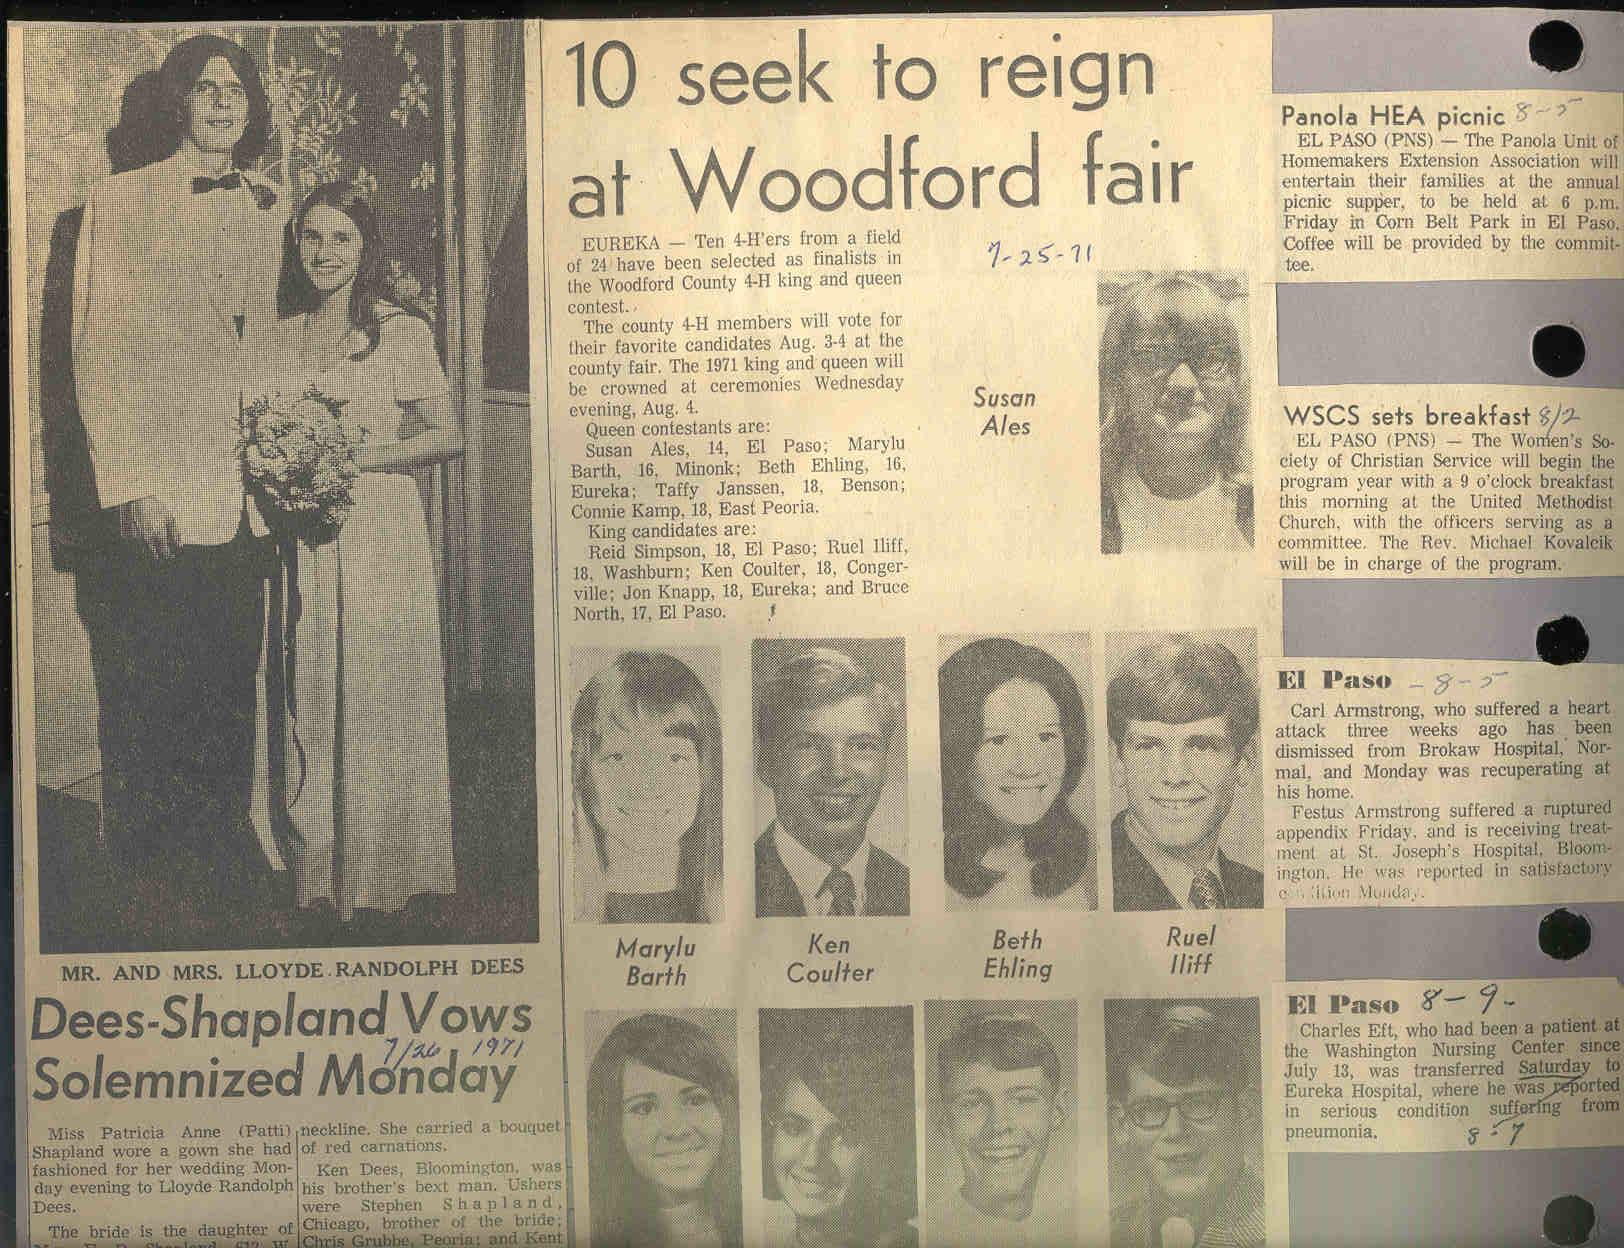 MR. AND MRS. LLOYDE RANDOLPH DEES
Dees-Shapland Vows
Solemnized Monday
7/26 1971
Miss Patricia Anne (Patti)
Shapland wore a gown she had
fashioned for her wedding Mon-
day evening to Lloyde Randolph
Dees.
The bride is the daughter of
neckline. She carried a bouquet
of red carnations.
Ken Dees, Bloomington, was
his brother's bext man. Ushers
were Stephen Shapland,
Chicago, brother of the bride;
Chris Grubbe, Peoria; and Kent
10 seek to reign
at Woodford fair
7-25-71
EUREKA — Ten 4-H'ers from a field
of 24 have been selected as finalists in
the Woodford County 4-H king and queen
contest.
The county 4-H members will vote for
their favorite candidates Aug. 3-4 at the
county fair. The 1971 king and queen will
be crowned at ceremonies Wednesday
evening, Aug. 4.
Queen contestants are:
Susan Ales, 14, El Paso; Marylu
Barth, 16, Minonk; Beth Ehling, 16,
Eureka; Taffy Janssen, 18, Benson;
Connie Kamp, 18, East Peoria.
King candidates are:
Reid Simpson, 18, El Paso; Ruel Iliff,
18, Washburn; Ken Coulter, 18, Conger-
ville; Jon Knapp, 18, Eureka; and Bruce
North, 17, El Paso.
Susan
Ales
Marylu
Barth
Ken
Coulter
Beth
Ehling
Ruel
Iliff
Panola HEA picnic 8-5
EL PASO (PNS) — The Panola Unit of
Homemakers Extension Association will
entertain their families at the annual
picnic supper, to be held at 6 p.m.
Friday in Corn Belt Park in El Paso.
Coffee will be provided by the commit-
tee.
WSCS sets breakfast 8/2
EL PASO (PNS) — The Women's So-
ciety of Christian Service will begin the
program year with a 9 o'clock breakfast
this morning at the United Methodist
Church, with the officers serving as a
committee. The Rev. Michael Kovalcik
will be in charge of the program.
El Paso - 8-5
Carl Armstrong, who suffered a heart
attack three weeks ago has been
dismissed from Brokaw Hospital, Nor-
mal, and Monday was recuperating at
his home.
Festus Armstrong suffered a ruptured
appendix Friday, and is receiving treat-
ment at St. Joseph's Hospital, Bloom-
ington. He was reported in satisfactory
condition Monday.
El Paso 8-9-
Charles Eft, who had been a patient at
the Washington Nursing Center since
July 13, was transferred Saturday to
Eureka Hospital, where he was reported
in serious condition suffering from
pneumonia.
8-7